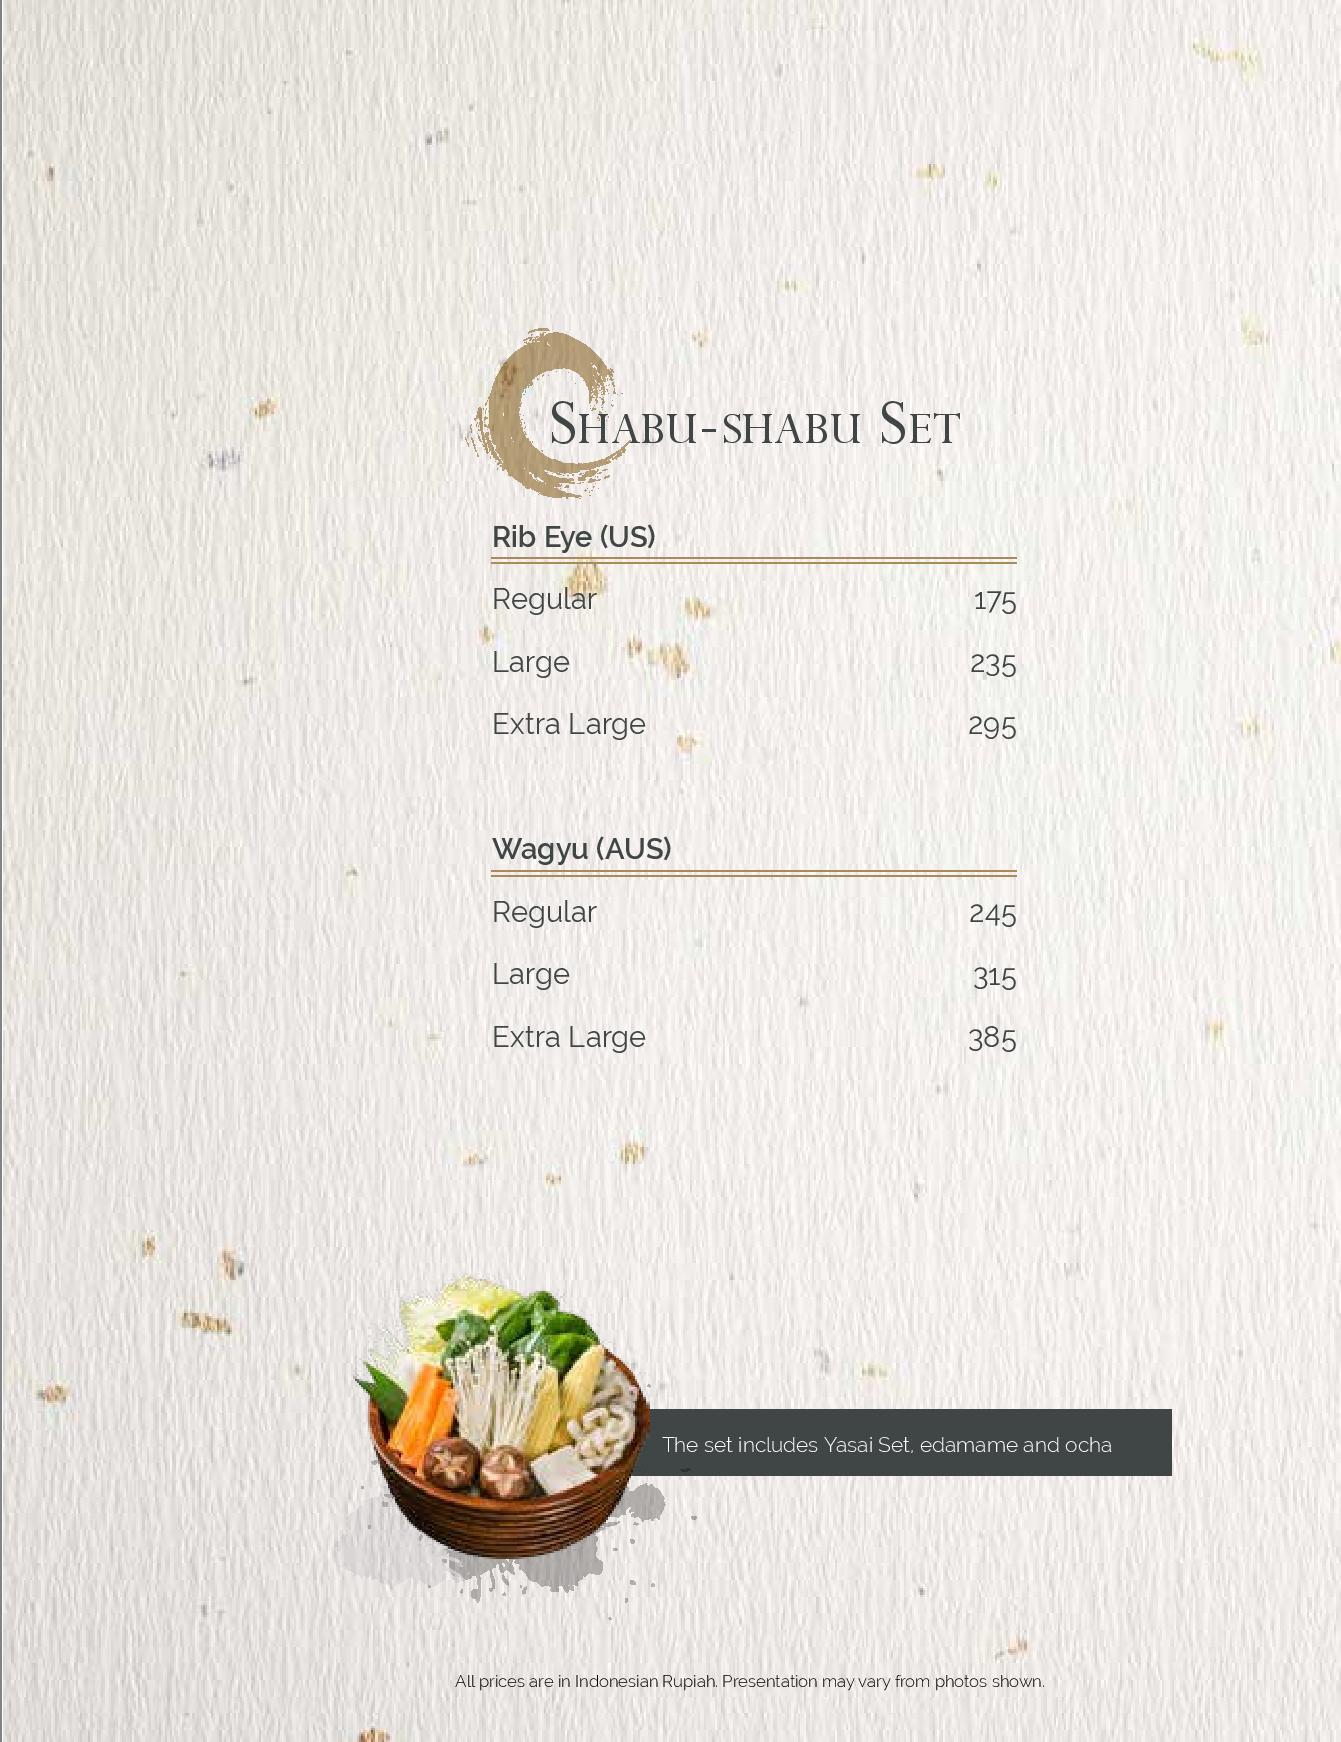 Shabu-shabu Set
Rib Eye (US)
Regular 175
Large 235
Extra Large 295
Wagyu (AUS)
Regular 245
Large 315
Extra Large 385
The set includes Yasai Set, edamame and ocha
All prices are in Indonesian Rupiah. Presentation may vary from photos shown.